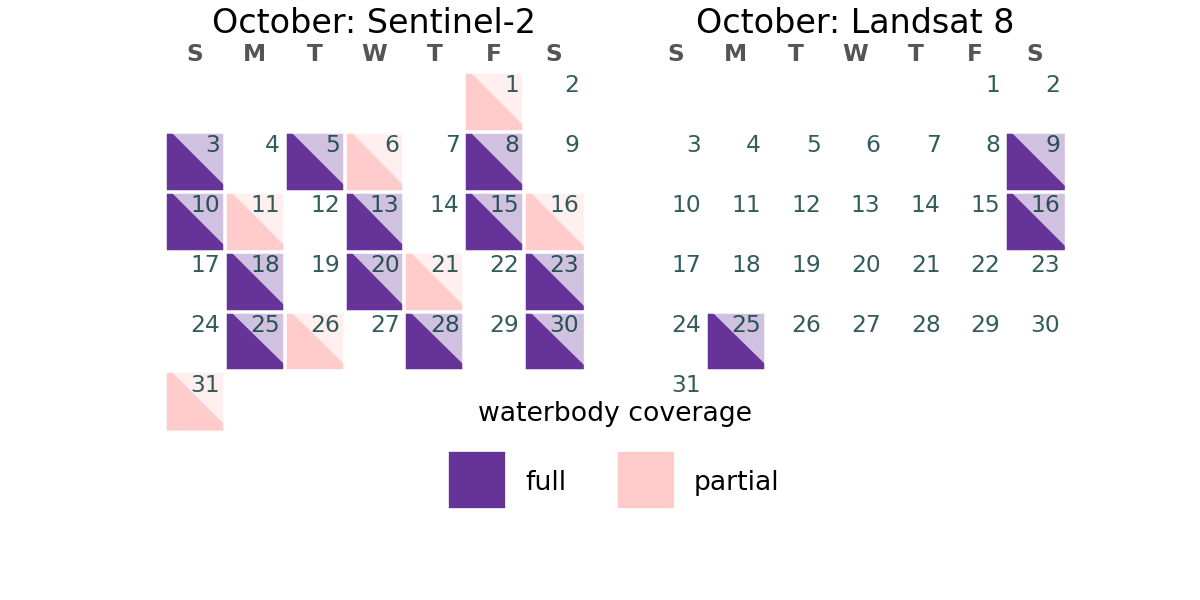 October: Sentinel-2
S M T W T F S
1 2
3 4 5 6 7 8 9
10 11 12 13 14 15 16
17 18 19 20 21 22 23
24 25 26 27 28 29 30
31
October: Landsat 8
S M T W T F S
1 2
3 4 5 6 7 8 9
10 11 12 13 14 15 16
17 18 19 20 21 22 23
24 25 26 27 28 29 30
31
waterbody coverage
full partial